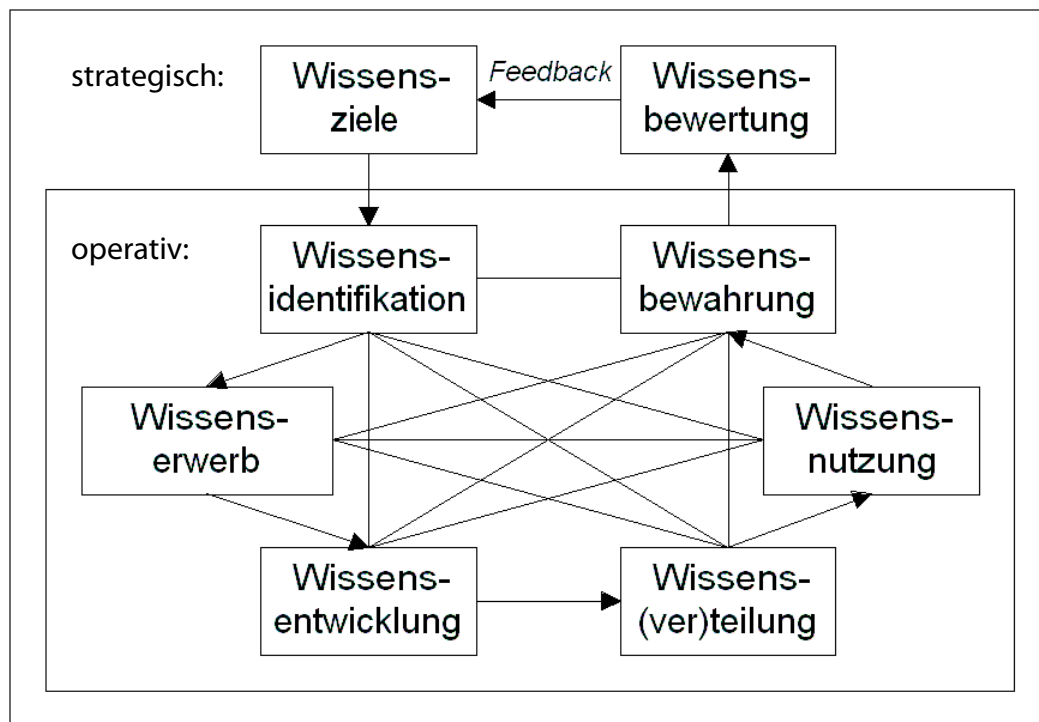 strategisch:
Wissens-
ziele
Feedback
Wissens-
bewertung
operativ:
Wissens-
identifikation
Wissens-
bewahrung
Wissens-
erwerb
Wissens-
nutzung
Wissens-
entwicklung
Wissens-
(ver)teilung